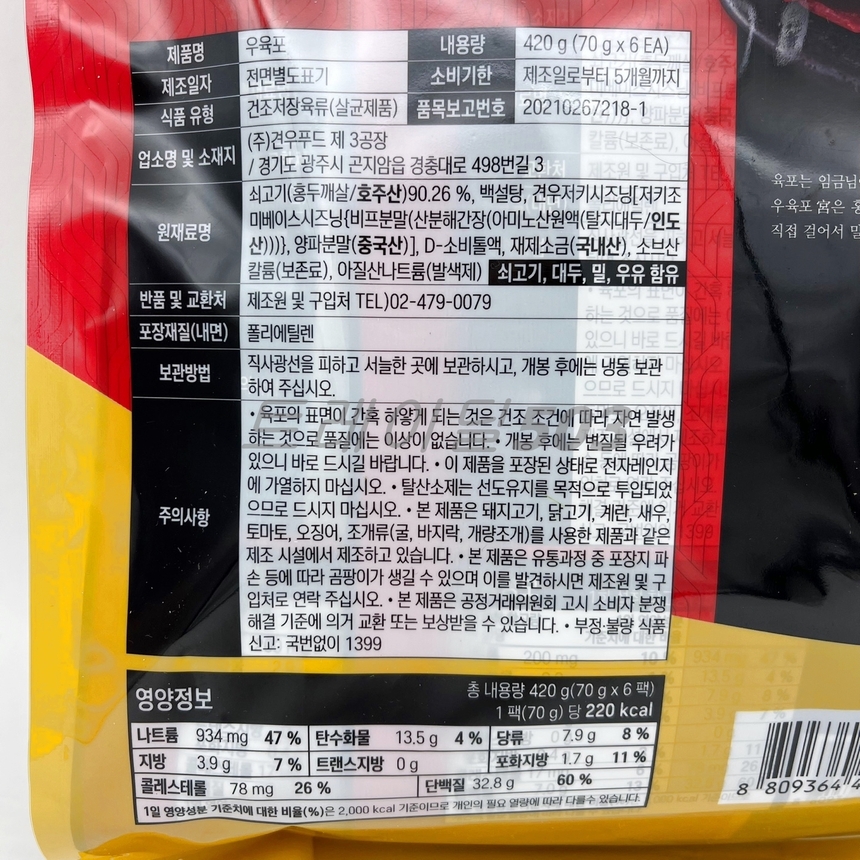 제품명 우육포 내용량 420 g (70 g x 6 EA)
제조일자 전면별도표기 소비기한 제조일로부터 5개월까지
식품 유형 건조저장육류(살균제품) 품목보고번호 20210267218-1
업소명 및 소재지 (주)견우푸드 제 3공장
/ 경기도 광주시 곤지암읍 경충대로 498번길 3
원재료명 쇠고기(홍두깨살/호주산)90.26 %, 백설탕, 견우저키시즈닝[저키조
미베이스시즈닝{비프분말(산분해간장(아미노산원액(탈지대두/인도
산)))}, 양파분말(중국산)], D-소비톨액, 재제소금(국내산), 소브산
칼륨(보존료), 아질산나트륨(발색제) 쇠고기, 대두, 밀, 우유 함유
반품 및 교환처 제조원 및 구입처 TEL)02-479-0079
포장재질(내면) 폴리에틸렌
보관방법 직사광선을 피하고 서늘한 곳에 보관하시고, 개봉 후에는 냉동 보관
하여 주십시오.
주의사항 • 육포의 표면이 간혹 하얗게 되는 것은 건조 조건에 따라 자연 발생
하는 것으로 품질에는 이상이 없습니다. • 개봉 후에는 변질될 우려가
있으니 바로 드시길 바랍니다. • 이 제품을 포장된 상태로 전자레인지
에 가열하지 마십시오. • 탈산소제는 선도유지를 목적으로 투입되었
으므로 드시지 마십시오. • 본 제품은 돼지고기, 닭고기, 계란, 새우,
토마토, 오징어, 조개류(굴, 바지락, 개량조개)를 사용한 제품과 같은
제조 시설에서 제조하고 있습니다. • 본 제품은 유통과정 중 포장지 파
손 등에 따라 곰팡이가 생길 수 있으며 이를 발견하시면 제조원 및 구
입처로 연락 주십시오. • 본 제품은 공정거래위원회 고시 소비자 분쟁
해결 기준에 의거 교환 또는 보상받을 수 있습니다. • 부정·불량 식품
신고: 국번없이 1399
트레이딩503
영양정보 총 내용량 420 g(70 g x 6 팩)
1 팩(70 g) 당 220 kcal
나트륨 934 mg 47 % 탄수화물 13.5 g 4 % 당류 7.9 g 8 %
지방 3.9 g 7 % 트랜스지방 0 g 포화지방 1.7 g 11 %
콜레스테롤 78 mg 26 % 단백질 32.8 g 60 %
1일 영양성분 기준치에 대한 비율(%)은 2,000 kcal 기준이므로 개인의 필요 열량에 따라 다를수 있습니다.
육포는 임금님
우육포 宮은 홍
직접 걸어서 말
8 809364 4